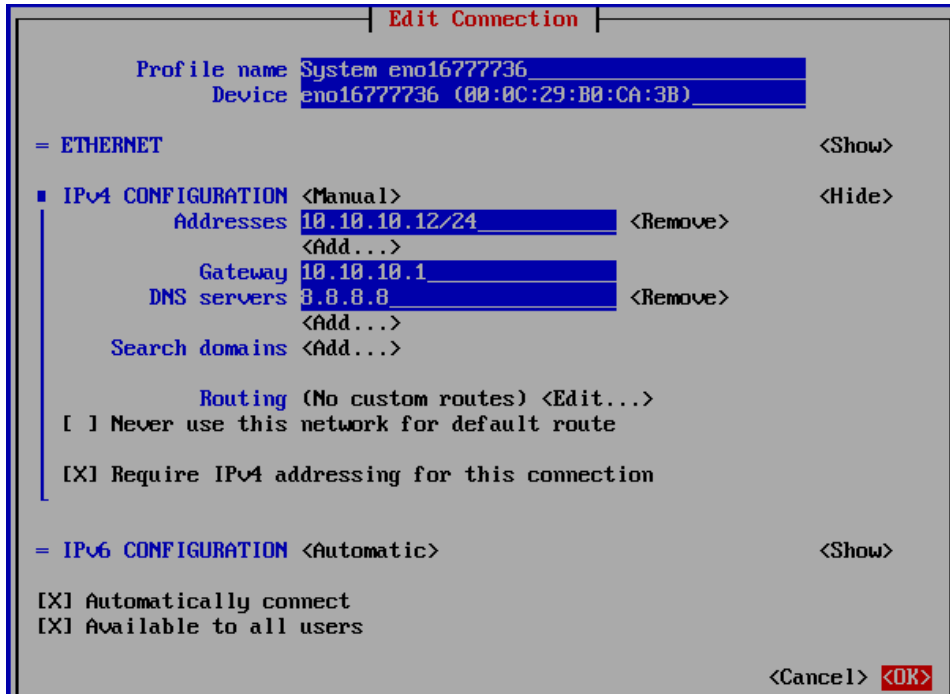 Edit Connection
Profile name System eno16777736
Device eno16777736 (00:0C:29:B0:CA:3B)
= ETHERNET <Show>
IPv4 CONFIGURATION <Manual> <Hide>
Addresses 10.10.10.12/24 <Remove>
<Add...>
Gateway 10.10.10.1
DNS servers 8.8.8.8 <Remove>
<Add...>
Search domains <Add...>
Routing (No custom routes) <Edit...>
[ ] Never use this network for default route
[X] Require IPv4 addressing for this connection
= IPv6 CONFIGURATION <Automatic> <Show>
[X] Automatically connect
[X] Available to all users
<Cancel> <OK>